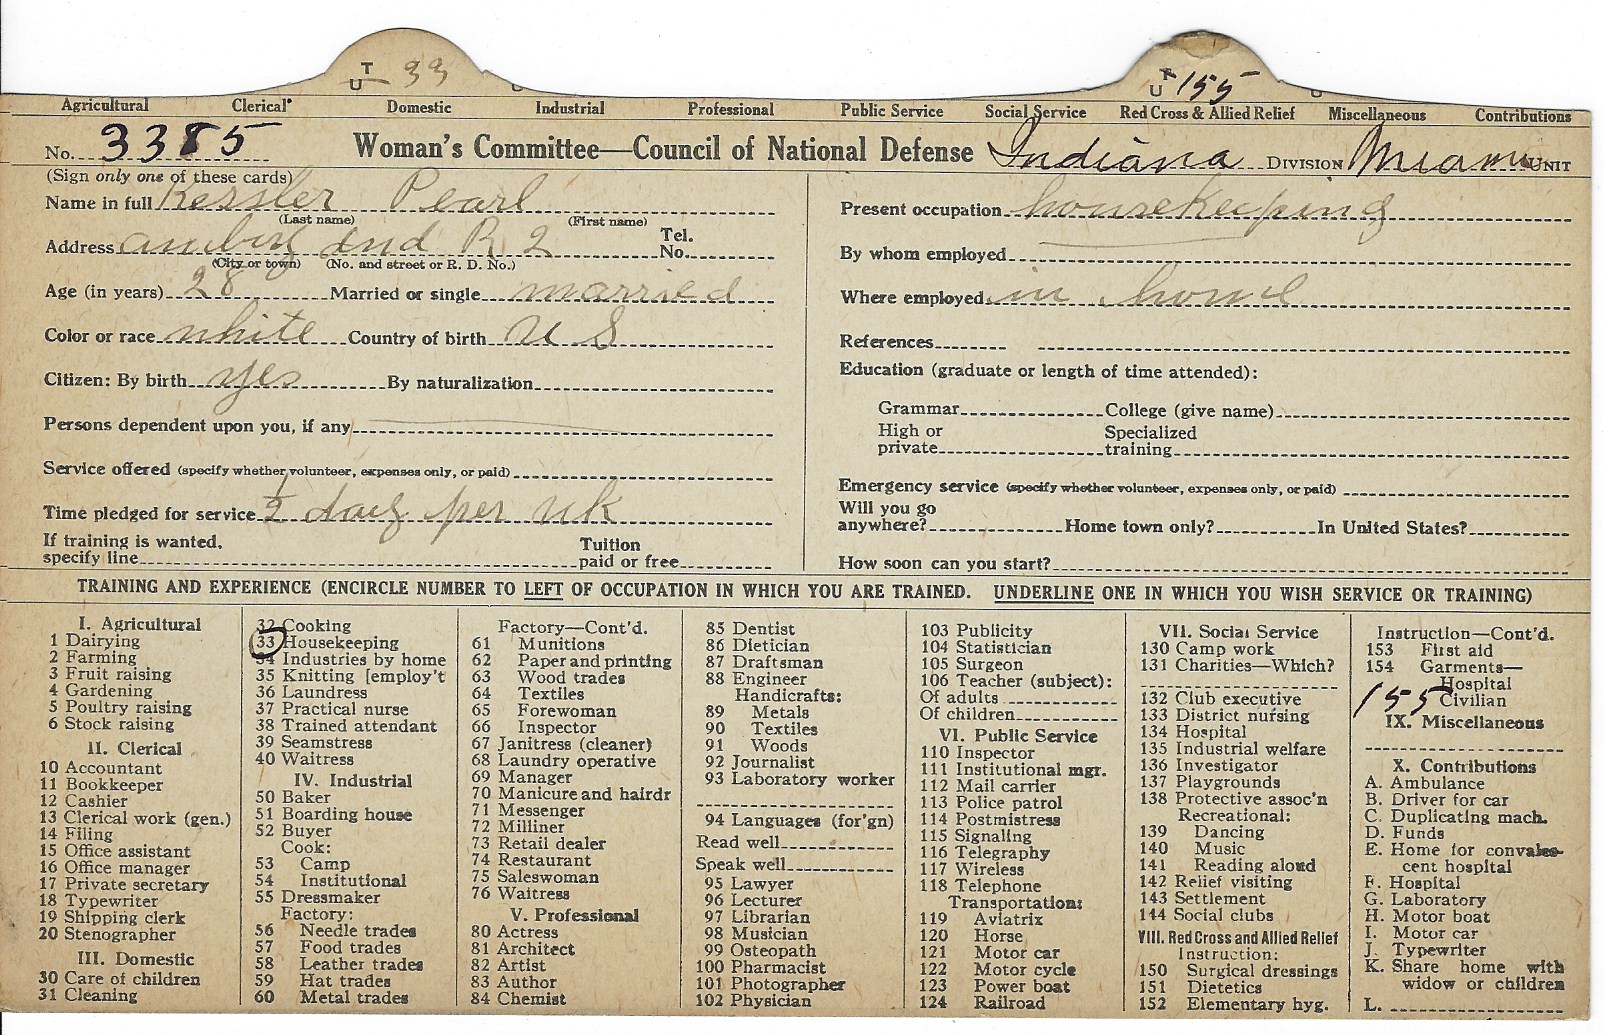 T U 33 T U 155
Agricultural Clerical Domestic Industrial Professional Public Service Social Service Red Cross & Allied Relief Miscellaneous Contributions
No. 3385 Woman's Committee—Council of National Defense Indiana DIVISION Miami UNIT
(Sign only one of these cards)
Name in full Kessler Pearl
(Last name) (First name)
Address Ind R 2 Tel. No.
(City or town) (No. and street or R. D. No.)
Age (in years) 28 Married or single married
Color or race white Country of birth U S
Citizen: By birth yes By naturalization
Persons dependent upon you, if any
Service offered (specify whether volunteer, expenses only, or paid)
Time pledged for service 1/2 day per wk
If training is wanted, specify line Tuition paid or free
Present occupation housekeeping
By whom employed
Where employed in home
References
Education (graduate or length of time attended):
Grammar College (give name)
High or private Specialized training
Emergency service (specify whether volunteer, expenses only, or paid)
Will you go anywhere? Home town only? In United States?
How soon can you start?
TRAINING AND EXPERIENCE (ENCIRCLE NUMBER TO LEFT OF OCCUPATION IN WHICH YOU ARE TRAINED. UNDERLINE ONE IN WHICH YOU WISH SERVICE OR TRAINING)
I. Agricultural
1 Dairying
2 Farming
3 Fruit raising
4 Gardening
5 Poultry raising
6 Stock raising
II. Clerical
10 Accountant
11 Bookkeeper
12 Cashier
13 Clerical work (gen.)
14 Filing
15 Office assistant
16 Office manager
17 Private secretary
18 Typewriter
19 Shipping clerk
20 Stenographer
III. Domestic
30 Care of children
31 Cleaning
32 Cooking
33 Housekeeping
34 Industries by home
35 Knitting [employ't
36 Laundress
37 Practical nurse
38 Trained attendant
39 Seamstress
40 Waitress
IV. Industrial
50 Baker
51 Boarding house
52 Buyer
Cook:
53 Camp
54 Institutional
55 Dressmaker
Factory:
56 Needle trades
57 Food trades
58 Leather trades
59 Hat trades
60 Metal trades
Factory—Cont'd.
61 Munitions
62 Paper and printing
63 Wood trades
64 Textiles
65 Forewoman
66 Inspector
67 Janitress (cleaner)
68 Laundry operative
69 Manager
70 Manicure and hairdr
71 Messenger
72 Milliner
73 Retail dealer
74 Restaurant
75 Saleswoman
76 Waitress
V. Professional
80 Actress
81 Architect
82 Artist
83 Author
84 Chemist
85 Dentist
86 Dietician
87 Draftsman
88 Engineer
Handicrafts:
89 Metals
90 Textiles
91 Woods
92 Journalist
93 Laboratory worker
94 Languages (for'gn)
Read well
Speak well
95 Lawyer
96 Lecturer
97 Librarian
98 Musician
99 Osteopath
100 Pharmacist
101 Photographer
102 Physician
103 Publicity
104 Statistician
105 Surgeon
106 Teacher (subject):
Of adults
Of children
VI. Public Service
110 Inspector
111 Institutional mgr.
112 Mail carrier
113 Police patrol
114 Postmistress
115 Signaling
116 Telegraphy
117 Wireless
118 Telephone
Transportation:
119 Aviatrix
120 Horse
121 Motor car
122 Motor cycle
123 Power boat
124 Railroad
VII. Social Service
130 Camp work
131 Charities—Which?
132 Club executive
133 District nursing
134 Hospital
135 Industrial welfare
136 Investigator
137 Playgrounds
138 Protective assoc'n
Recreational:
139 Dancing
140 Music
141 Reading aloud
142 Relief visiting
143 Settlement
144 Social clubs
VIII. Red Cross and Allied Relief
Instruction:
150 Surgical dressings
151 Dietetics
152 Elementary hyg.
Instruction—Cont'd.
153 First aid
154 Garments—
Hospital
155 Civilian
IX. Miscellaneous
X. Contributions
A. Ambulance
B. Driver for car
C. Duplicating mach.
D. Funds
E. Home for convales-
cent hospital
F. Hospital
G. Laboratory
H. Motor boat
I. Motor car
J. Typewriter
K. Share home with
widow or children
L.